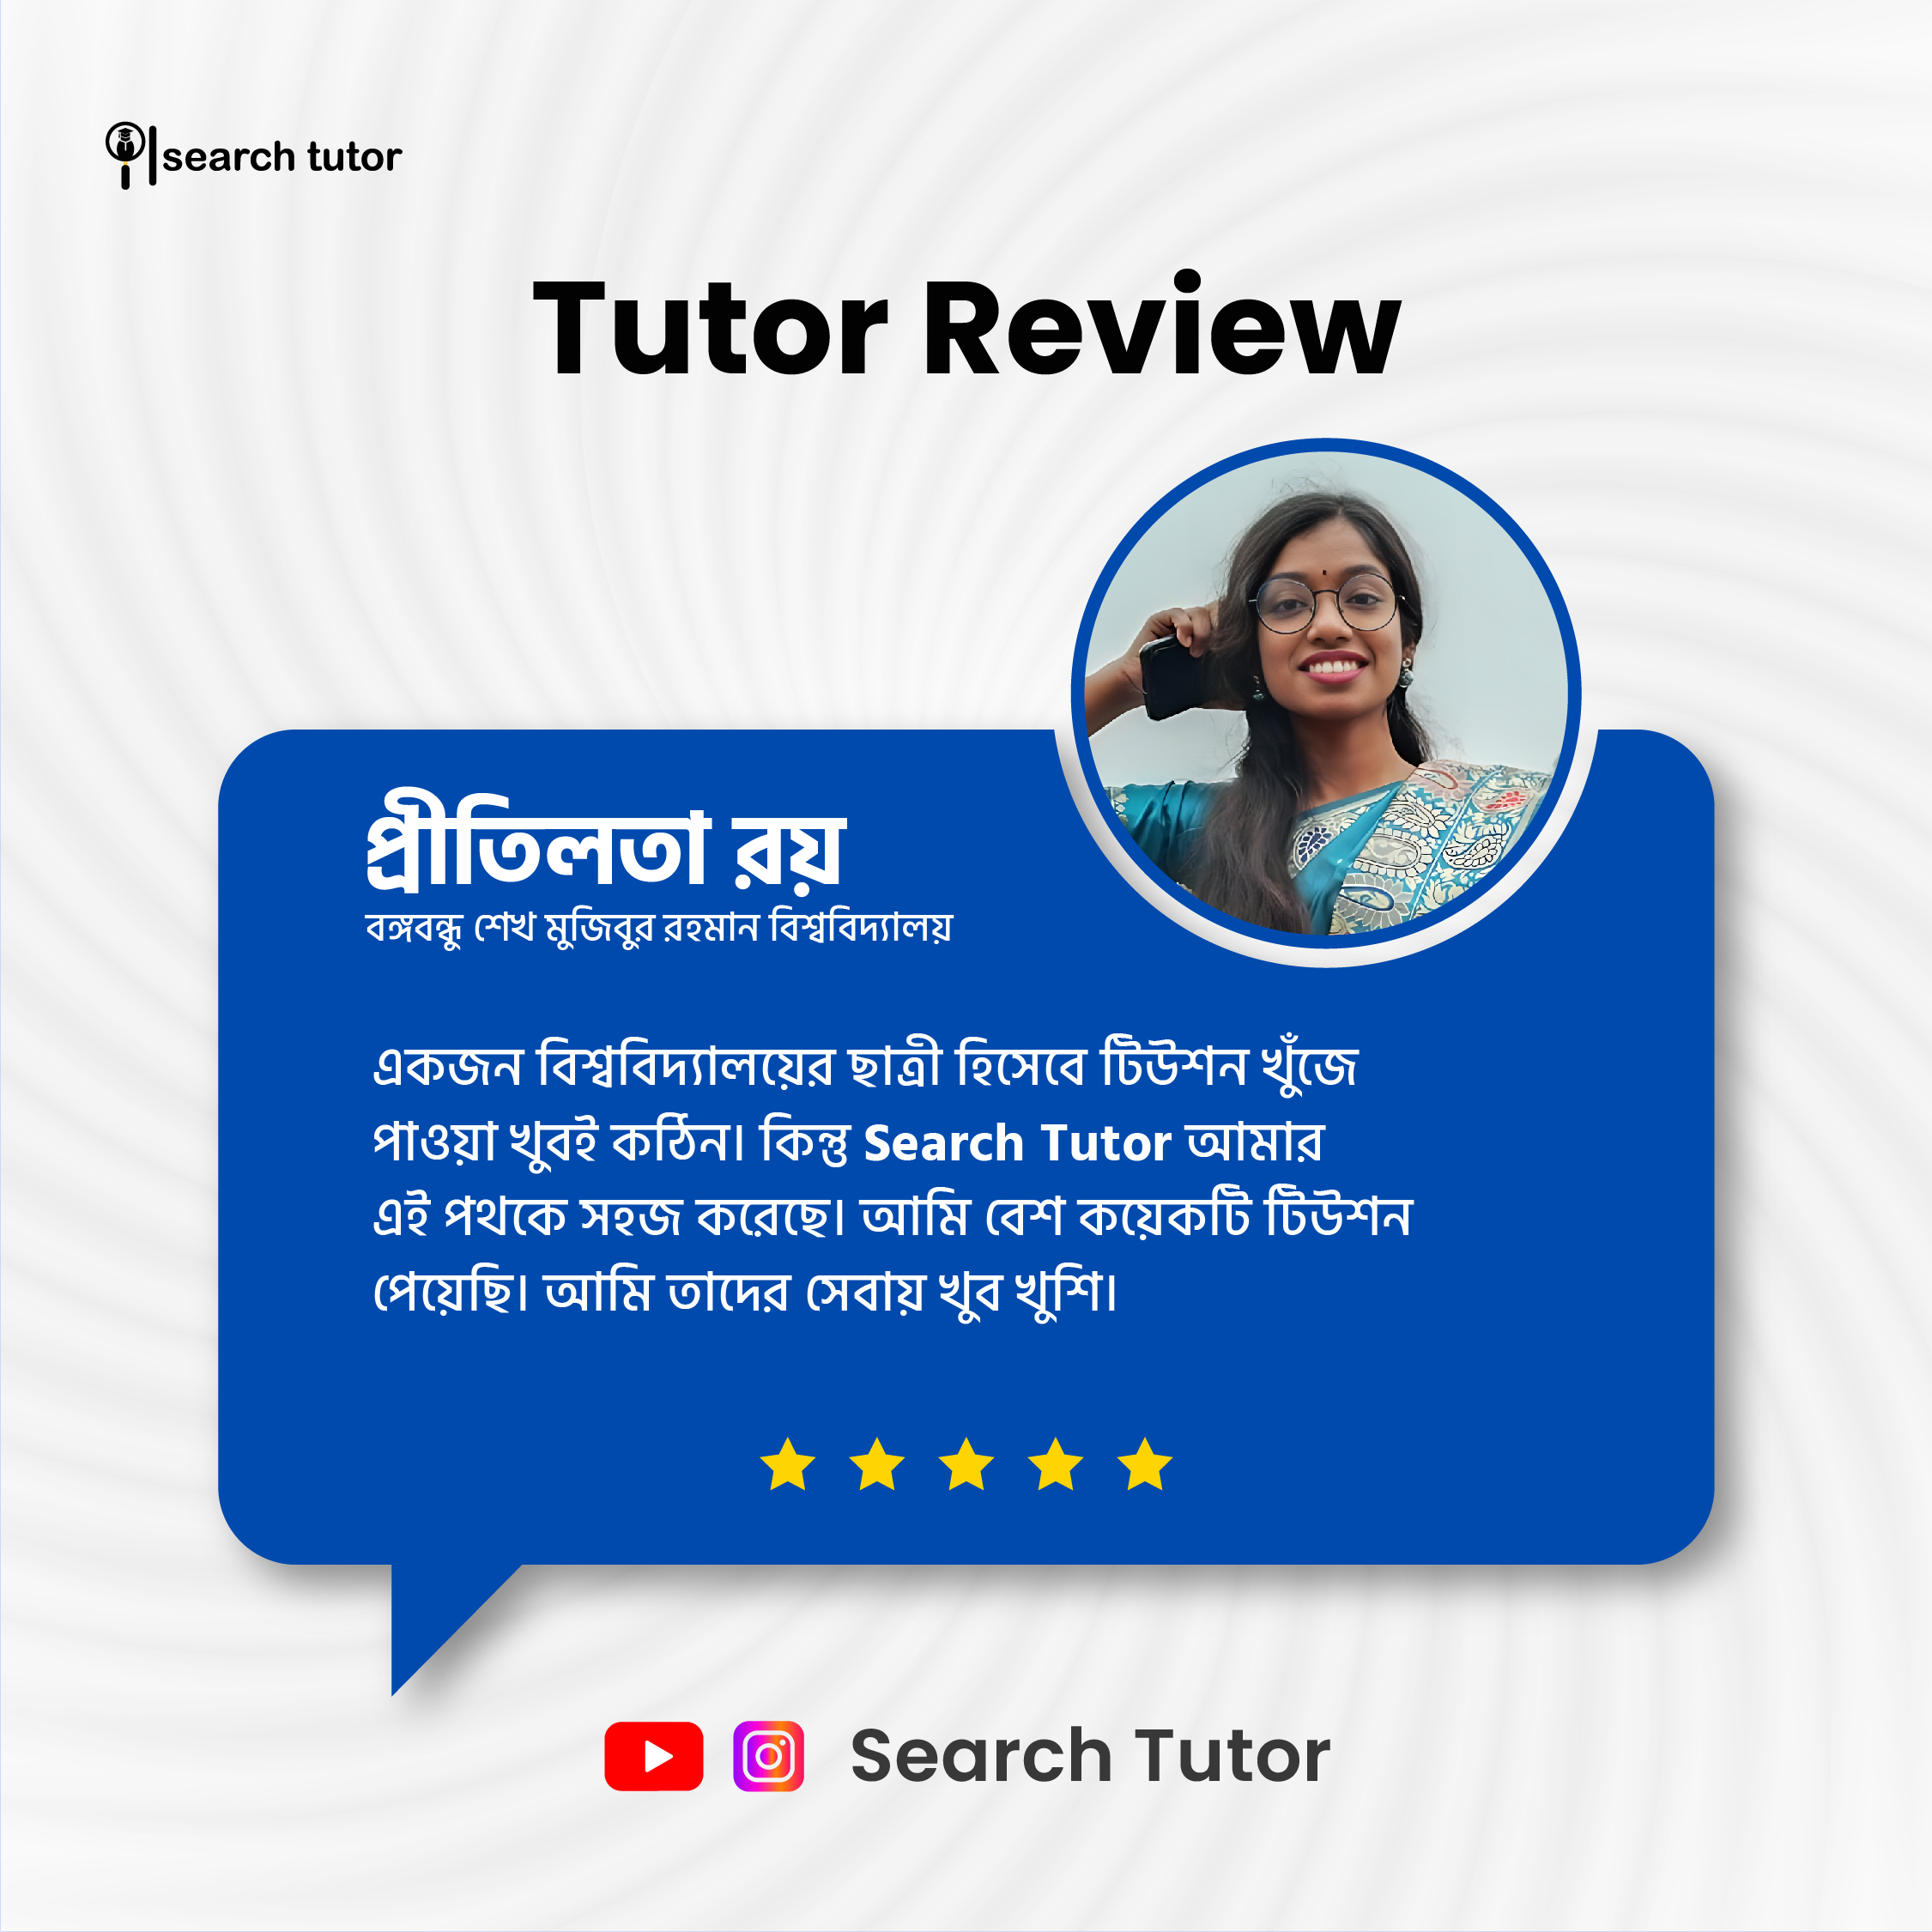 search tutor
Tutor Review
প্রীতিলতা রয়
বঙ্গবন্ধু শেখ মুজিবুর রহমান বিশ্ববিদ্যালয়
একজন বিশ্ববিদ্যালয়ের ছাত্রী হিসেবে টিউশন খুঁজে
পাওয়া খুবই কঠিন। কিন্তু Search Tutor আমার
এই পথকে সহজ করেছে। আমি বেশ কয়েকটি টিউশন
পেয়েছি। আমি তাদের সেবায় খুব খুশি।
Search Tutor